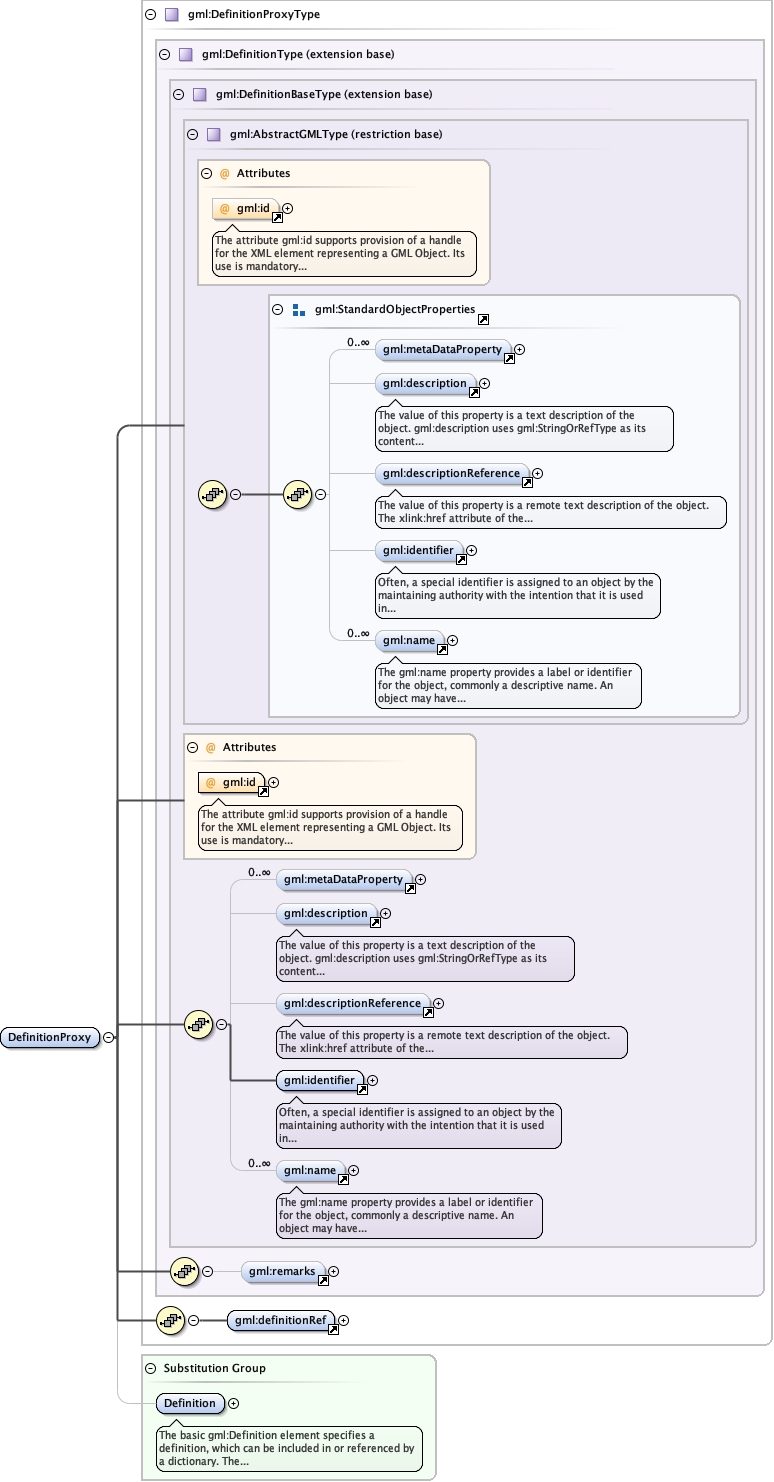 gml:DefinitionProxyType
gml:DefinitionType (extension base)
gml:DefinitionBaseType (extension base)
gml:AbstractGMLType (restriction base)
@ Attributes
@ gml:id
The attribute gml:id supports provision of a handle
for the XML element representing a GML Object. Its
use is mandatory...
gml:StandardObjectProperties
0..∞
gml:metaDataProperty
gml:description
The value of this property is a text description of the
object. gml:description uses gml:StringOrRefType as its
content...
gml:descriptionReference
The value of this property is a remote text description of the object.
The xlink:href attribute of the...
gml:identifier
Often, a special identifier is assigned to an object by the
maintaining authority with the intention that it is used
in...
0..∞
gml:name
The gml:name property provides a label or identifier
for the object, commonly a descriptive name. An
object may have...
@ Attributes
@ gml:id
The attribute gml:id supports provision of a handle
for the XML element representing a GML Object. Its
use is mandatory...
0..∞
gml:metaDataProperty
gml:description
The value of this property is a text description of the
object. gml:description uses gml:StringOrRefType as its
content...
gml:descriptionReference
The value of this property is a remote text description of the object.
The xlink:href attribute of the...
DefinitionProxy
gml:identifier
Often, a special identifier is assigned to an object by the
maintaining authority with the intention that it is used
in...
0..∞
gml:name
The gml:name property provides a label or identifier
for the object, commonly a descriptive name. An
object may have...
gml:remarks
gml:definitionRef
Substitution Group
Definition
The basic gml:Definition element specifies a
definition, which can be included in or referenced by
a dictionary. The...